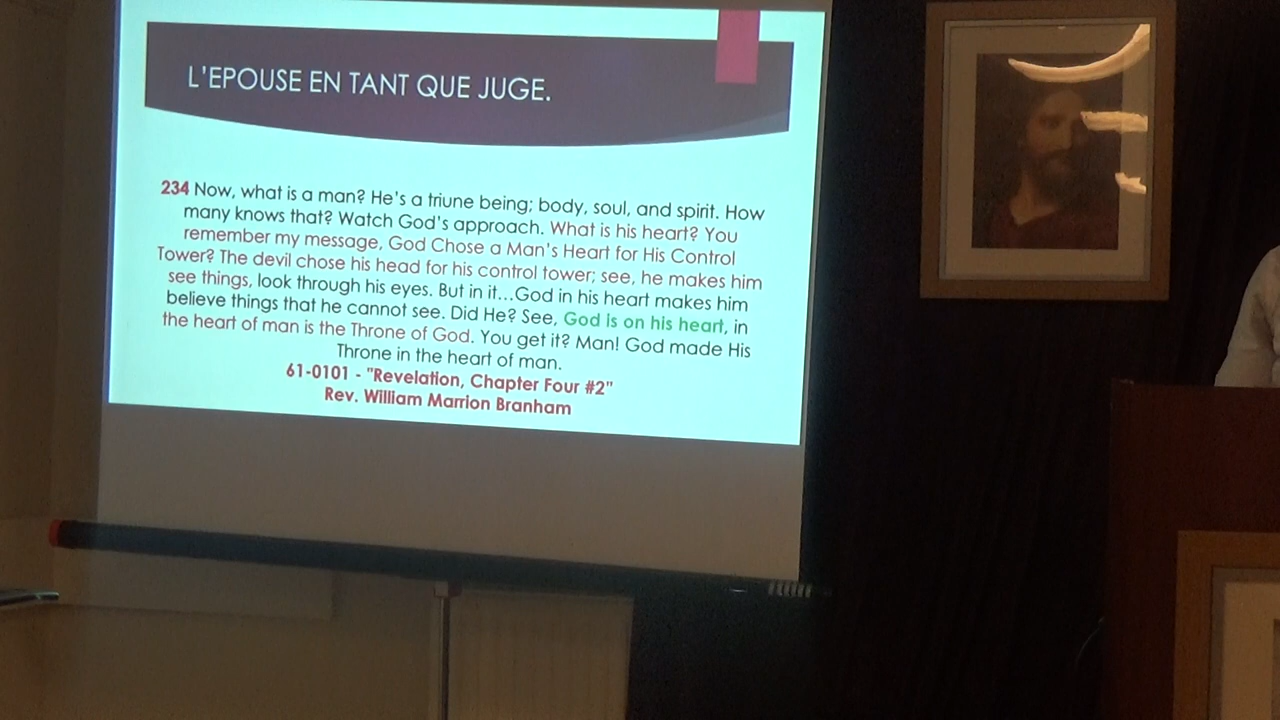 L'EPOUSE EN TANT QUE JUGE.
234 Now, what is a man? He's a triune being; body, soul, and spirit. How
many knows that? Watch God's approach. What is his heart? You
remember my message, God Chose a Man's Heart for His Control
Tower? The devil chose his head for his control tower; see, he makes him
see things, look through his eyes. But in it...God in his heart makes him
believe things that he cannot see. Did He? See, God is on his heart, in
the heart of man is the Throne of God. You get it? Man! God made His
Throne in the heart of man.
61-0101 - "Revelation, Chapter Four #2"
Rev. William Marrion Branham